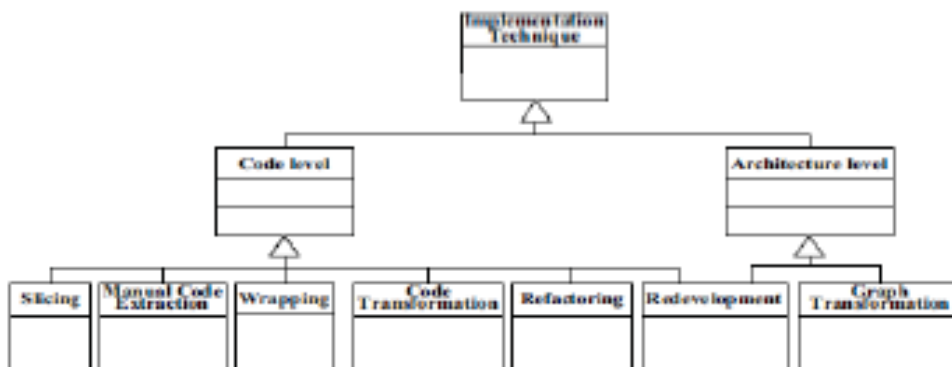 Implementation
Technique
Code level
Architecture level
Slicing
Manual Code
Extraction
Wrapping
Code
Transformation
Refactoring
Redevelopment
Graph
Transformation